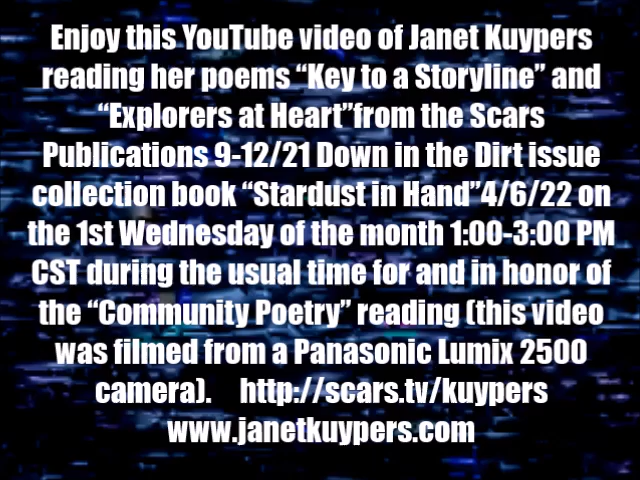 Enjoy this YouTube video of Janet Kuypers
reading her poems “Key to a Storyline” and
“Explorers at Heart”from the Scars
Publications 9-12/21 Down in the Dirt issue
collection book “Stardust in Hand”4/6/22 on
the 1st Wednesday of the month 1:00-3:00 PM
CST during the usual time for and in honor of
the “Community Poetry” reading (this video
was filmed from a Panasonic Lumix 2500
camera). http://scars.tv/kuypers
www.janetkuypers.com